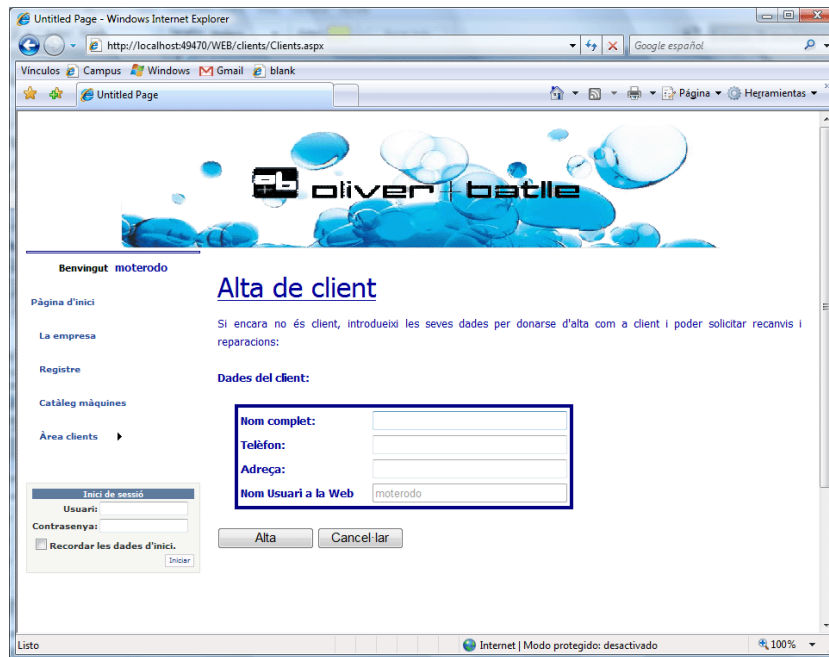 Untitled Page - Windows Internet Explorer
http://localhost:49470/WEB/clients/Clients.aspx
Google español
Vínculos Campus Windows Gmail blank
Untitled Page
Página Herramientas
oliver+batlle
Benvingut moterodo
Pàgina d'inici
La empresa
Registre
Catàleg màquines
Àrea clients
Inici de sessió
Usuari:
Contrasenya:
Recordar les dades d'inici.
Iniciar
Alta de client
Si encara no és client, introdueixi les seves dades per donarse d'alta com a client i poder solicitar recanvis i
reparacions:
Dades del client:
Nom complet:
Telèfon:
Adreça:
Nom Usuari a la Web moterodo
Alta Cancel·lar
Listo
Internet | Modo protegido: desactivado
100%